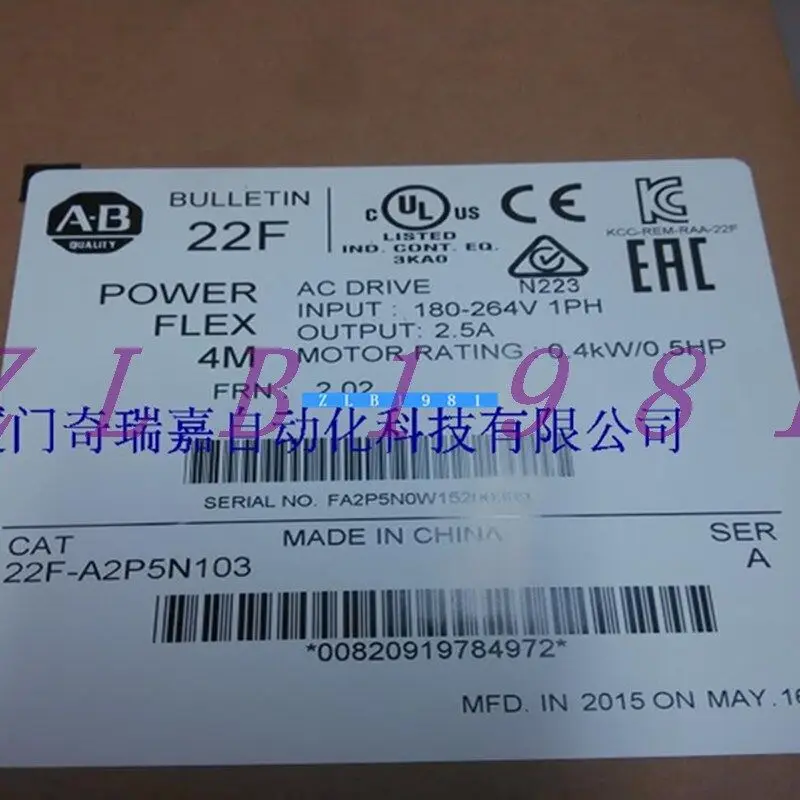 A-B
QUALITY
BULLETIN
22F
C UL US
LISTED
IND. CONT. EQ.
3KA0
CE
N223
KC
KCC-REM-RAA-22F
EAC
POWER
FLEX
4M
FRN: 2.02
AC DRIVE
INPUT : 180-264V 1PH
OUTPUT: 2.5A
MOTOR RATING : 0.4kW/0.5HP
ZLB1981
ZLB1981
门奇瑞嘉自动化科技有限公司
SERIAL NO.
CAT
22F-A2P5N103
MADE IN CHINA
SER
A
*00820919784972*
MFD. IN 2015 ON MAY. 16